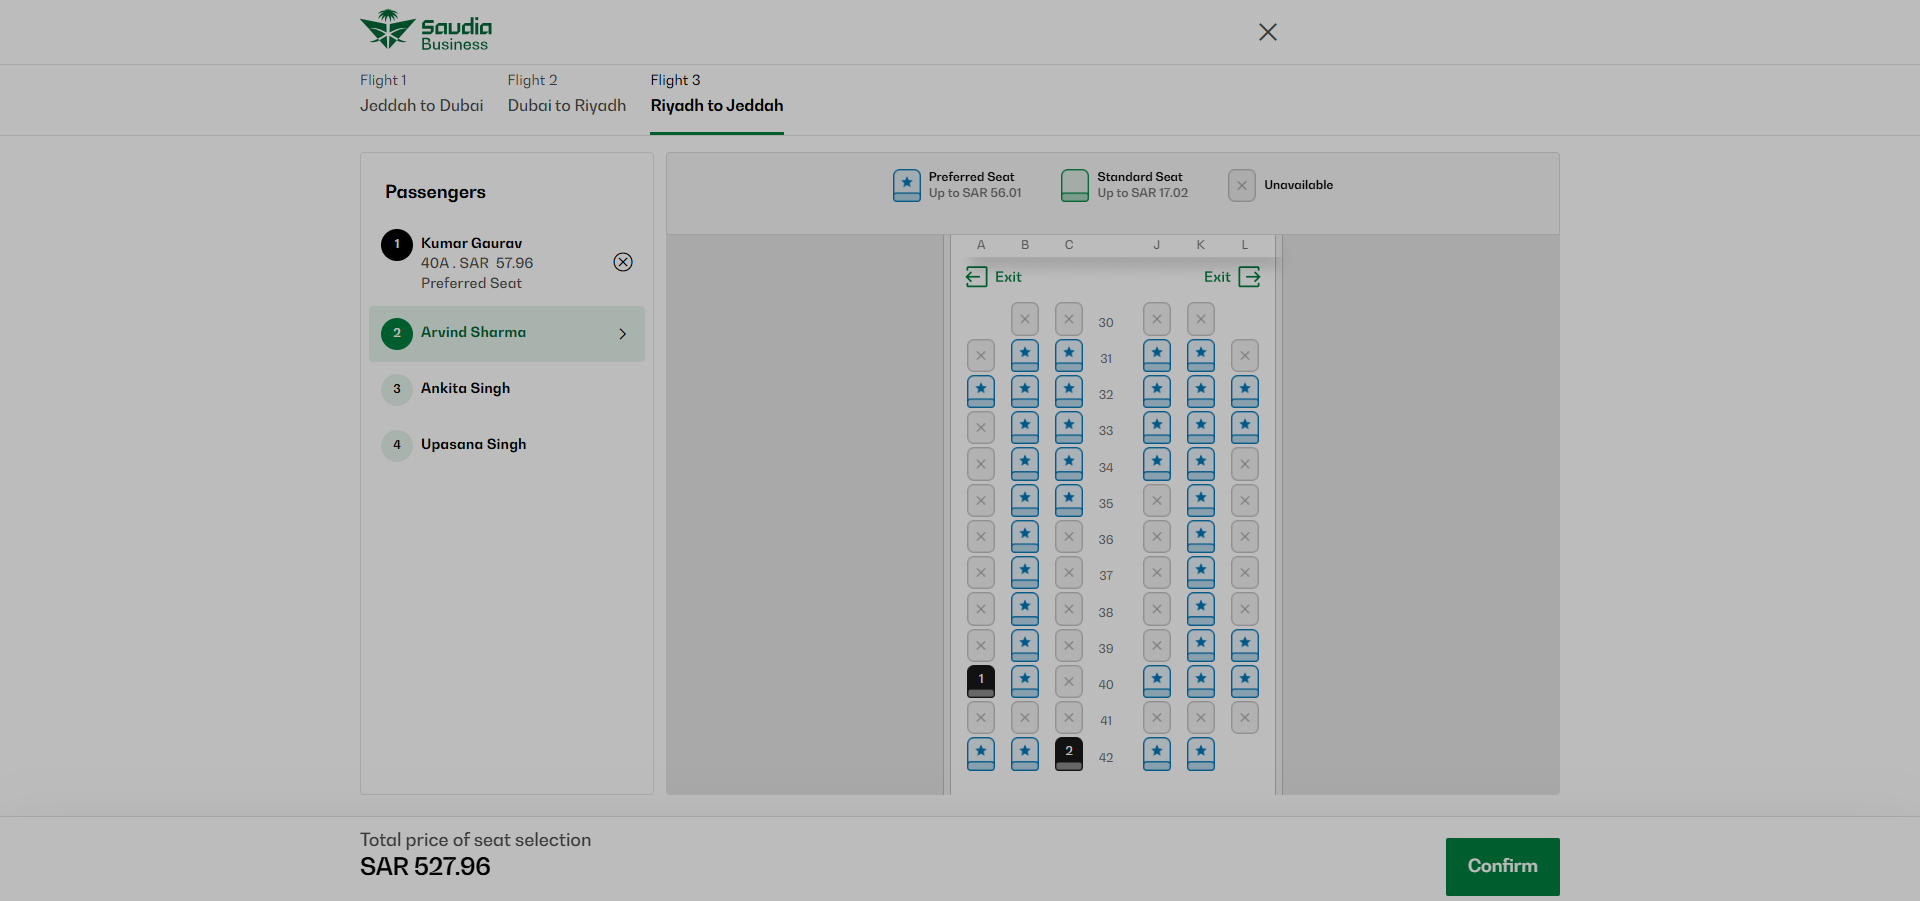 Saudia
Business
Flight 1
Jeddah to Dubai
Flight 2
Dubai to Riyadh
Flight 3
Riyadh to Jeddah
Passengers
1
Kumar Gaurav
40A . SAR 57.96
Preferred Seat
2
Arvind Sharma
3
Ankita Singh
4
Upasana Singh
Preferred Seat
Up to SAR 56.01
Standard Seat
Up to SAR 17.02
Unavailable
A B C J K L
Exit
Exit
30
31
32
33
34
35
36
37
38
39
1 40
41
2 42
Total price of seat selection
SAR 527.96
Confirm